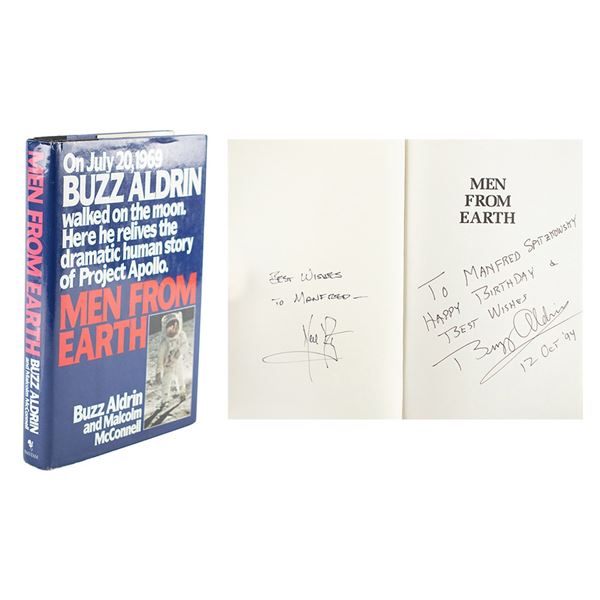 MEN FROM EARTH BUZZ ALDRIN and Malcolm McConnell
BANTAM
On July 20, 1969
BUZZ ALDRIN
walked on the moon.
Here he relives the
dramatic human story
of Project Apollo.
MEN FROM
EARTH
Buzz Aldrin
and Malcolm
McConnell
BEST WISHES
TO MANFRED —
MEN
FROM
EARTH
TO MANFRED SPITZKOWSKY
HAPPY BIRTHDAY &
BEST WISHES
Buzz Aldrin
12 OCT '94